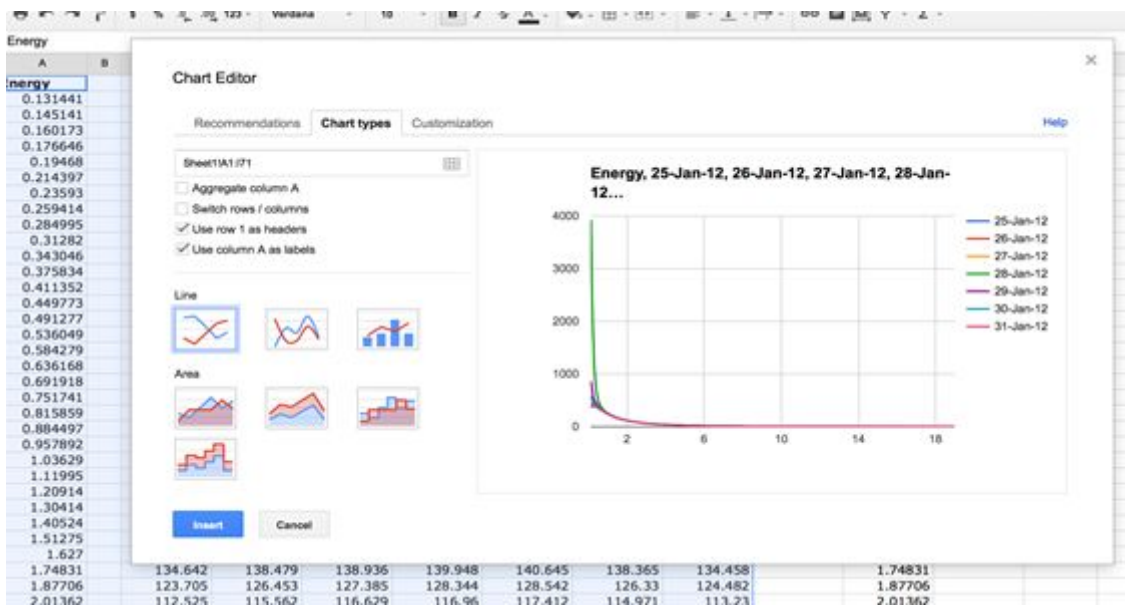 $ % .0 .00 123 - Verdana - 10 - B I S A
Energy
A B
Energy
0.131441
0.145141
0.160173
0.176646
0.19468
0.214397
0.23593
0.259414
0.284995
0.31282
0.343046
0.375834
0.411352
0.449773
0.491277
0.536049
0.584279
0.636168
0.691918
0.751741
0.815859
0.884497
0.957892
1.03629
1.11995
1.20914
1.30414
1.40524
1.51275
1.627
Chart Editor
Recommendations Chart types Customization Help
Sheet1!A1:I71
Aggregate column A
Switch rows / columns
Use row 1 as headers
Use column A as labels
Line
Area
Insert Cancel
Energy, 25-Jan-12, 26-Jan-12, 27-Jan-12, 28-Jan-
12...
4000
3000
2000
1000
0
2 6 10 14 18
25-Jan-12
26-Jan-12
27-Jan-12
28-Jan-12
29-Jan-12
30-Jan-12
31-Jan-12
1.74831 134.642 138.479 138.936 139.948 140.645 138.365 134.458 1.74831
1.87706 123.705 126.453 127.385 128.344 128.542 126.33 124.482 1.87706
2.01362 112.525 115.562 116.629 116.96 117.412 114.971 113.23 2.01362